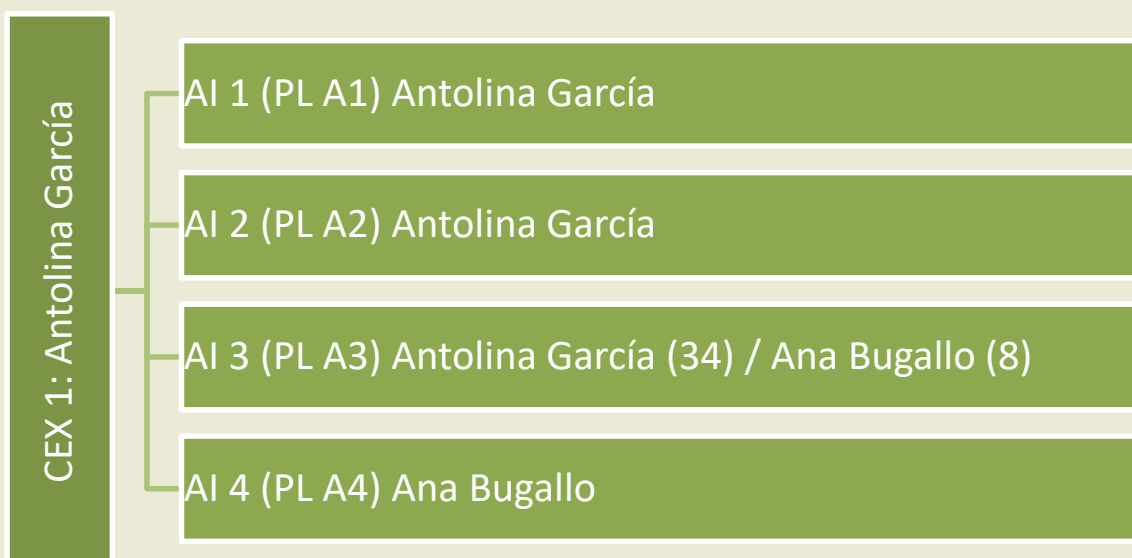 CEX 1: Antolina García
AI 1 (PL A1) Antolina García
AI 2 (PL A2) Antolina García
AI 3 (PL A3) Antolina García (34) / Ana Bugallo (8)
AI 4 (PL A4) Ana Bugallo